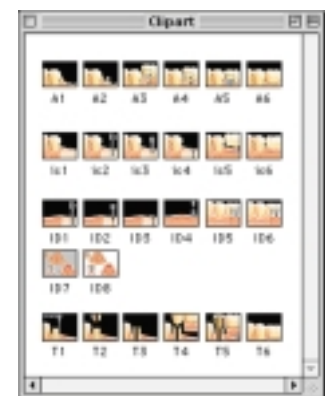 Clipart
A1 A2 A3 A4 A5 A6
Ic1 Ic2 Ic3 Ic4 Ic5 Ic6
ID1 ID2 ID3 ID4 ID5 ID6
ID7 ID8
T1 T2 T3 T4 T5 T6